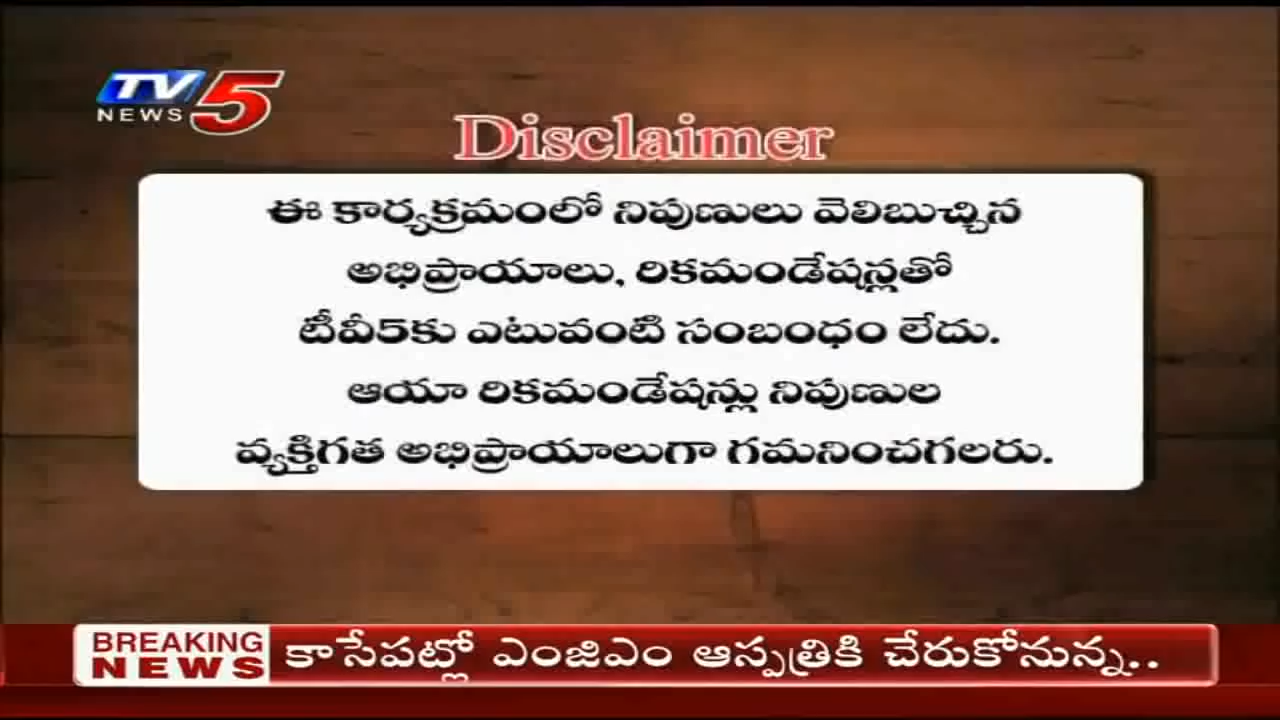 TV5
NEWS
Disclaimer
ఈ కార్యక్రమంలో నిపుణులు వెలిబుచ్చిన
అభిప్రాయాలు, రికమండేషన్లతో
టీవీ5కు ఎటువంటి సంబంధం లేదు.
ఆయా రికమండేషన్లు నిపుణుల
వ్యక్తిగత అభిప్రాయాలుగా గమనించగలరు.
BREAKING
NEWS
కాసేపట్లో ఎంజిఎం ఆస్పత్రికి చేరుకోనున్న..